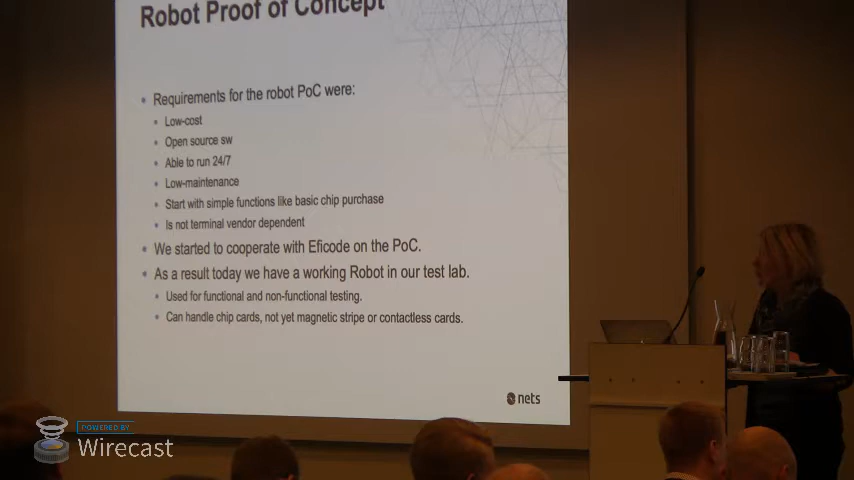 Robot Proof of Concept
Requirements for the robot PoC were:
Low-cost
Open source sw
Able to run 24/7
Low-maintenance
Start with simple functions like basic chip purchase
Is not terminal vendor dependent
We started to cooperate with Eficode on the PoC.
As a result today we have a working Robot in our test lab.
Used for functional and non-functional testing.
Can handle chip cards, not yet magnetic stripe or contactless cards.
nets
POWERED BY
Wirecast